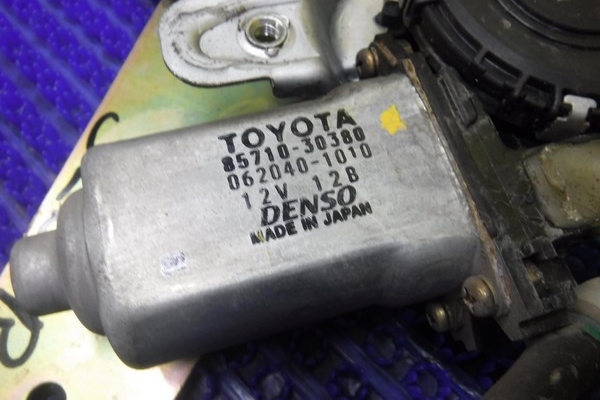 TOYOTA
85710-30380
062040-1010
12V 12B
DENSO
MADE IN JAPAN